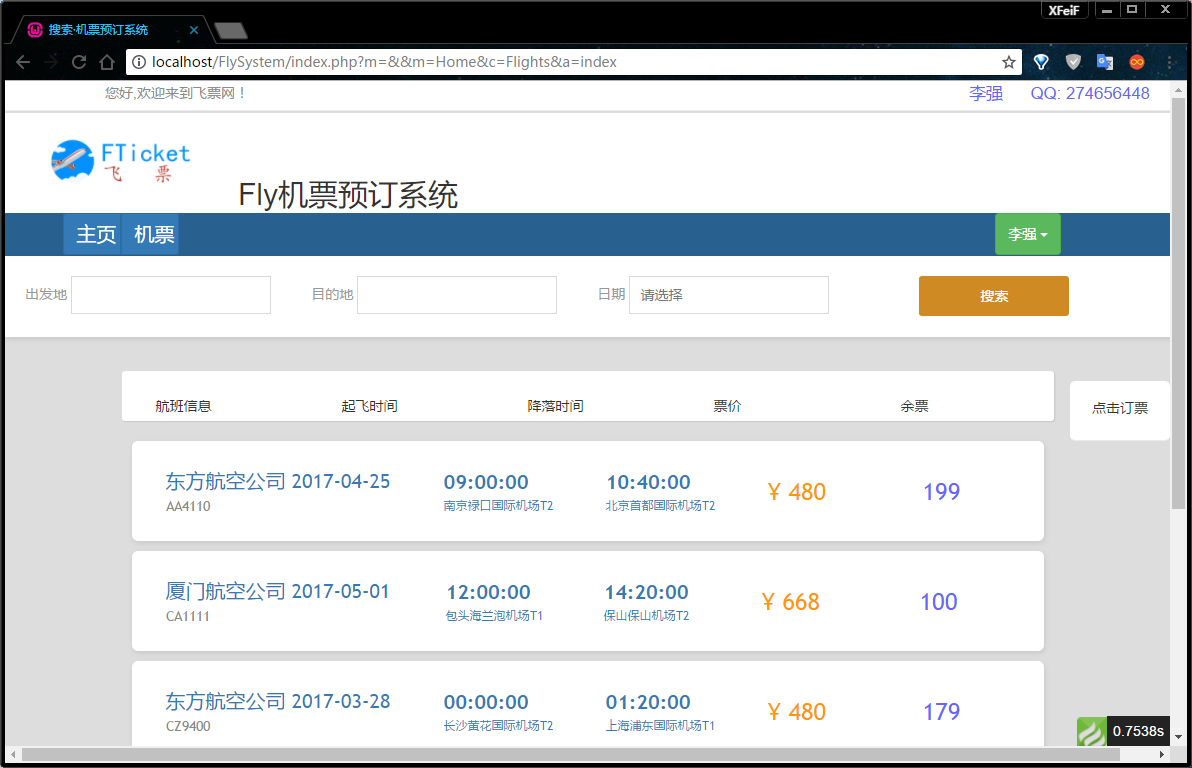 XFeiF
搜索·机票预订系统
localhost/FlySystem/index.php?m=&&m=Home&c=Flights&a=index
您好,欢迎来到飞票网！
李强 QQ: 274656448
FTicket
飞 票
Fly机票预订系统
主页 机票 李强
出发地 目的地 日期 请选择 搜索
航班信息 起飞时间 降落时间 票价 余票 点击订票
东方航空公司 2017-04-25 09:00:00 10:40:00 ¥ 480 199
AA4110 南京禄口国际机场T2 北京首都国际机场T2
厦门航空公司 2017-05-01 12:00:00 14:20:00 ¥ 668 100
CA1111 包头海兰泡机场T1 保山保山机场T2
东方航空公司 2017-03-28 00:00:00 01:20:00 ¥ 480 179
CZ9400 长沙黄花国际机场T2 上海浦东国际机场T1
0.7538s